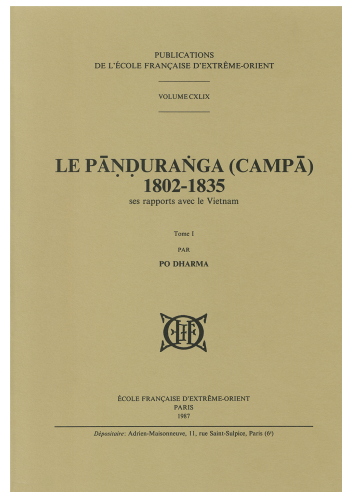 PUBLICATIONS
DE L'ÉCOLE FRANÇAISE D'EXTRÊME-ORIENT
VOLUME CXLIX
LE PĀṆḌURAṄGA (CAMPĀ)
1802-1835
ses rapports avec le Vietnam
Tome I
PAR
PO DHARMA
ÉCOLE FRANÇAISE D'EXTRÊME-ORIENT
PARIS
1987
Dépositaire: Adrien-Maisonneuve, 11, rue Saint-Sulpice, Paris (6e)